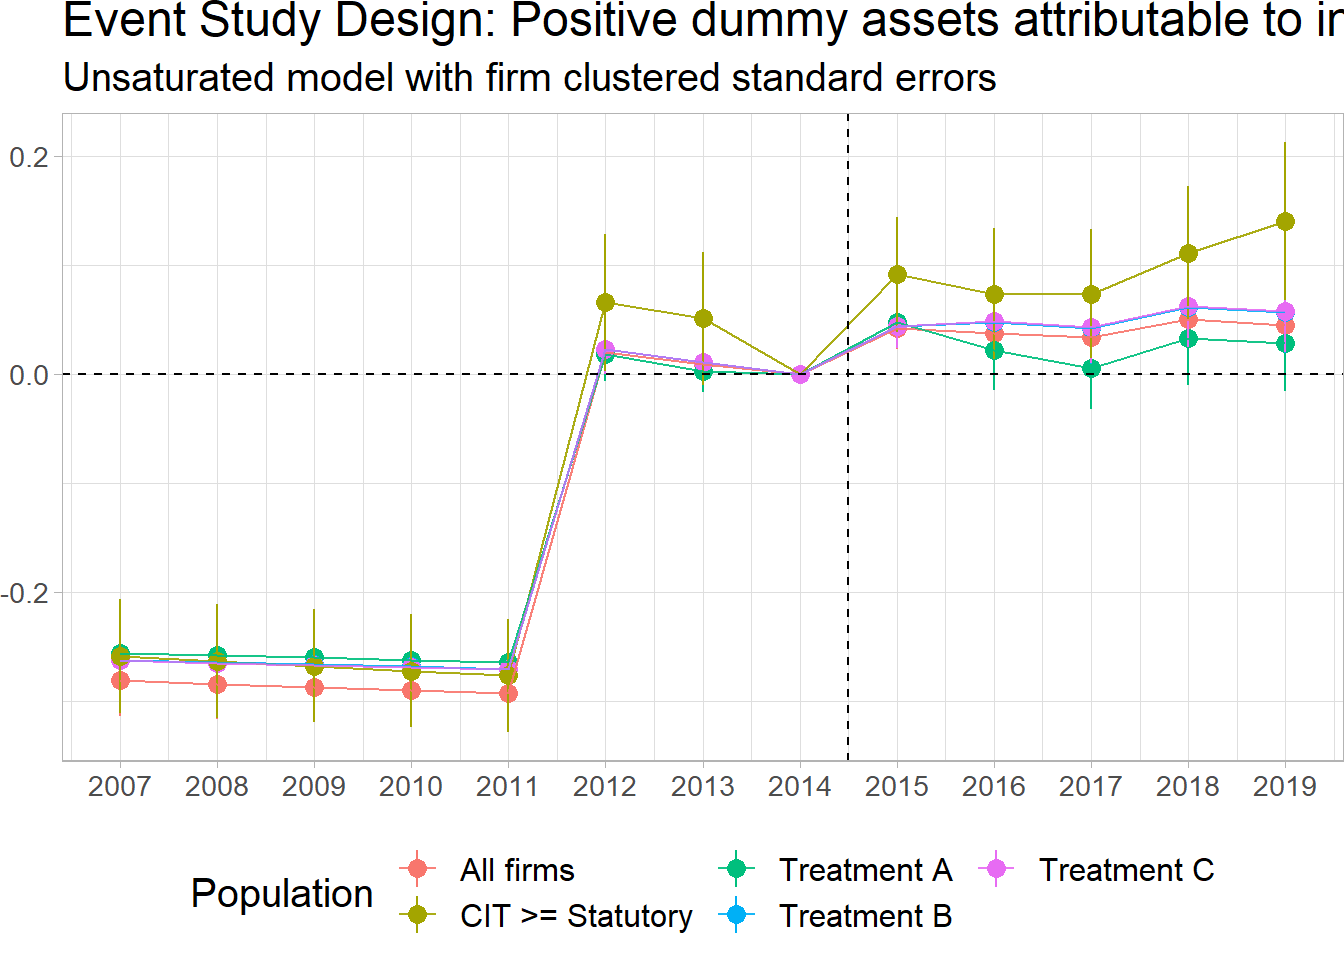 Event Study Design: Positive dummy assets attributable to
Unsaturated model with firm clustered standard errors
0.2
0.0
-0.2
2007 2008 2009 2010 2011 2012 2013 2014 2015 2016 2017 2018 2019
Population
All firms
CIT >= Statutory
Treatment A
Treatment B
Treatment C